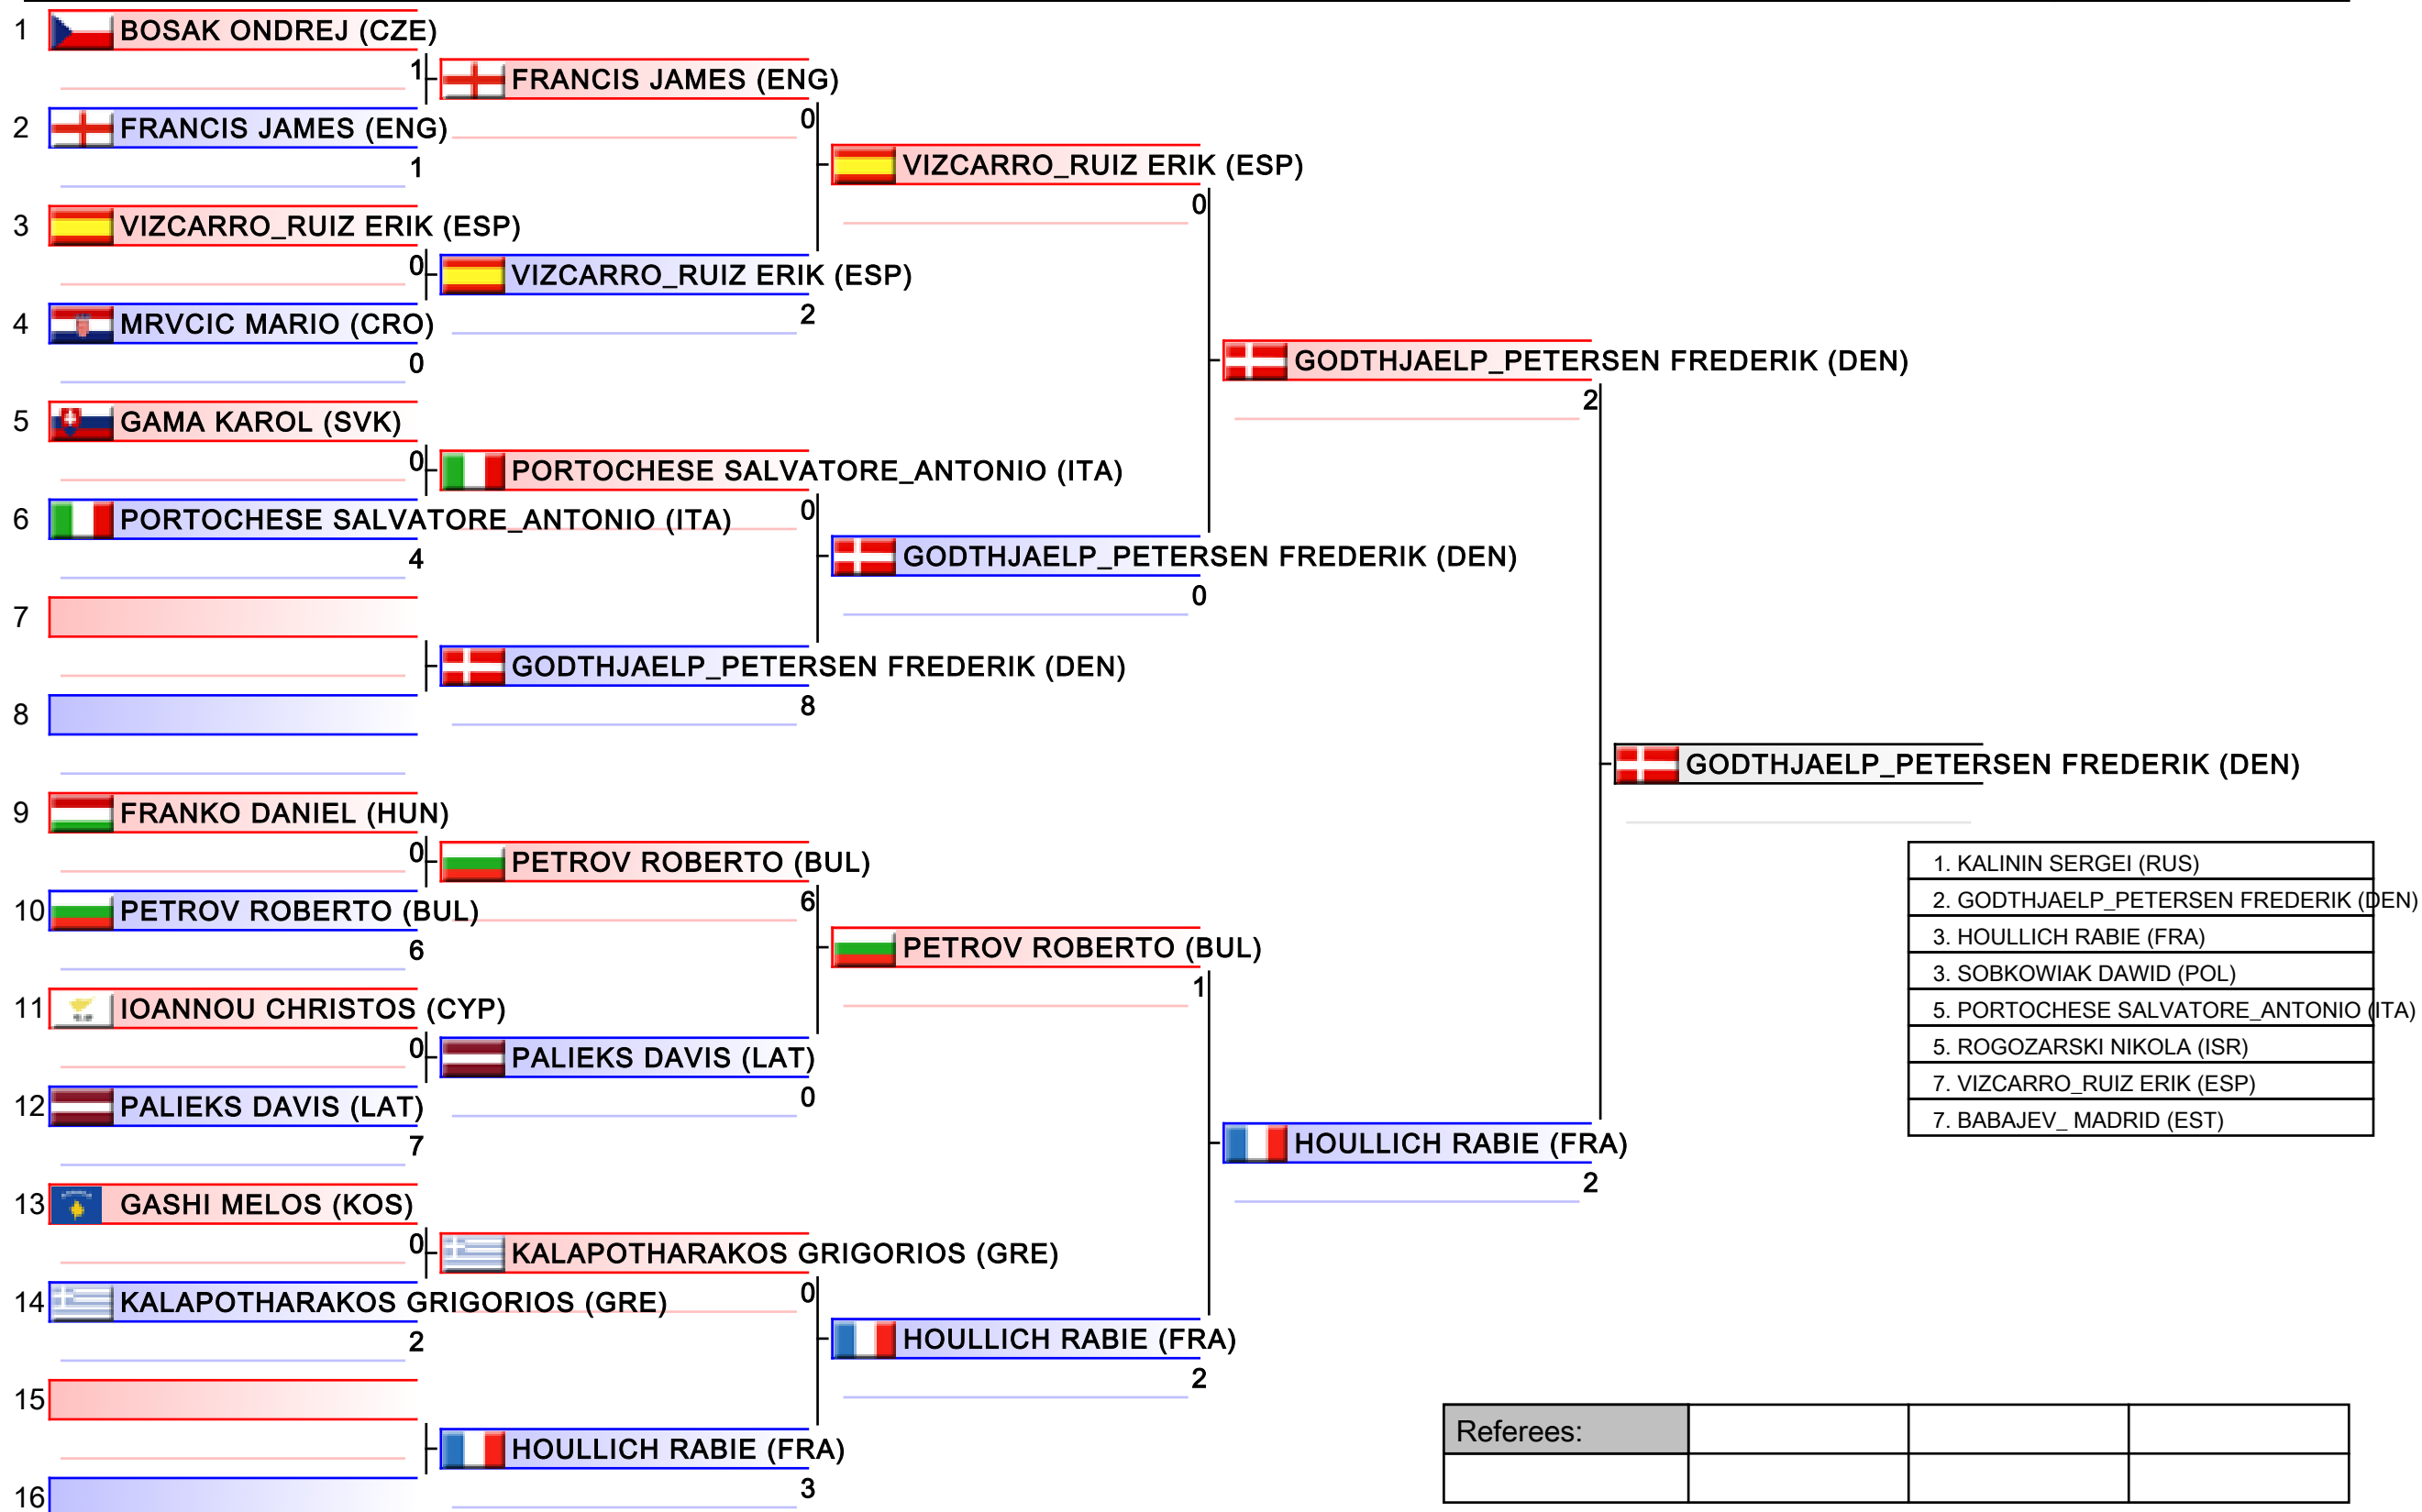 1 BOSAK ONDREJ (CZE)
1
FRANCIS JAMES (ENG)
0
2 FRANCIS JAMES (ENG)
1
VIZCARRO_RUIZ ERIK (ESP)
0
3 VIZCARRO_RUIZ ERIK (ESP)
0
VIZCARRO_RUIZ ERIK (ESP)
2
4 MRVCIC MARIO (CRO)
0
GODTHJAELP_PETERSEN FREDERIK (DEN)
2
5 GAMA KAROL (SVK)
0
PORTOCHESE SALVATORE_ANTONIO (ITA)
0
6 PORTOCHESE SALVATORE_ANTONIO (ITA)
4
GODTHJAELP_PETERSEN FREDERIK (DEN)
0
7
GODTHJAELP_PETERSEN FREDERIK (DEN)
8
8
GODTHJAELP_PETERSEN FREDERIK (DEN)
9 FRANKO DANIEL (HUN)
0
PETROV ROBERTO (BUL)
6
10 PETROV ROBERTO (BUL)
6
PETROV ROBERTO (BUL)
1
11 IOANNOU CHRISTOS (CYP)
0
PALIEKS DAVIS (LAT)
0
12 PALIEKS DAVIS (LAT)
7
HOULLICH RABIE (FRA)
2
13 GASHI MELOS (KOS)
0
KALAPOTHARAKOS GRIGORIOS (GRE)
0
14 KALAPOTHARAKOS GRIGORIOS (GRE)
2
HOULLICH RABIE (FRA)
2
15
HOULLICH RABIE (FRA)
3
16
1. KALININ SERGEI (RUS)
2. GODTHJAELP_PETERSEN FREDERIK (DEN)
3. HOULLICH RABIE (FRA)
3. SOBKOWIAK DAWID (POL)
5. PORTOCHESE SALVATORE_ANTONIO (ITA)
5. ROGOZARSKI NIKOLA (ISR)
7. VIZCARRO_RUIZ ERIK (ESP)
7. BABAJEV_ MADRID (EST)
Referees: